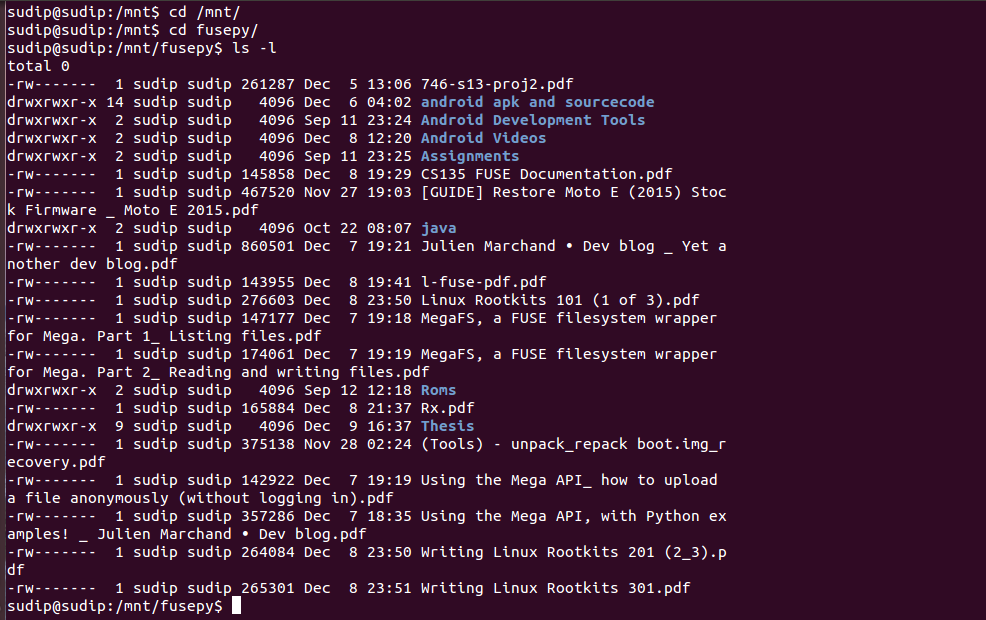 sudip@sudip:/mnt$ cd /mnt/
sudip@sudip:/mnt$ cd fusepy/
sudip@sudip:/mnt/fusepy$ ls -l
total 0
-rw-------  1 sudip sudip 261287 Dec  5 13:06 746-s13-proj2.pdf
drwxrwxr-x 14 sudip sudip   4096 Dec  6 04:02 android apk and sourcecode
drwxrwxr-x  2 sudip sudip   4096 Sep 11 23:24 Android Development Tools
drwxrwxr-x  2 sudip sudip   4096 Dec  8 12:20 Android Videos
drwxrwxr-x  2 sudip sudip   4096 Sep 11 23:25 Assignments
-rw-------  1 sudip sudip 145858 Dec  8 19:29 CS135 FUSE Documentation.pdf
-rw-------  1 sudip sudip 467520 Nov 27 19:03 [GUIDE] Restore Moto E (2015) Stoc
k Firmware _ Moto E 2015.pdf
drwxrwxr-x  2 sudip sudip   4096 Oct 22 08:07 java
-rw-------  1 sudip sudip 860501 Dec  7 19:21 Julien Marchand • Dev blog _ Yet a
nother dev blog.pdf
-rw-------  1 sudip sudip 143955 Dec  8 19:41 l-fuse-pdf.pdf
-rw-------  1 sudip sudip 276603 Dec  8 23:50 Linux Rootkits 101 (1 of 3).pdf
-rw-------  1 sudip sudip 147177 Dec  7 19:18 MegaFS, a FUSE filesystem wrapper
for Mega. Part 1_ Listing files.pdf
-rw-------  1 sudip sudip 174061 Dec  7 19:19 MegaFS, a FUSE filesystem wrapper
for Mega. Part 2_ Reading and writing files.pdf
drwxrwxr-x  2 sudip sudip   4096 Sep 12 12:18 Roms
-rw-------  1 sudip sudip 165884 Dec  8 21:37 Rx.pdf
drwxrwxr-x  9 sudip sudip   4096 Dec  9 16:37 Thesis
-rw-------  1 sudip sudip 375138 Nov 28 02:24 (Tools) - unpack_repack boot.img_r
ecovery.pdf
-rw-------  1 sudip sudip 142922 Dec  7 19:19 Using the Mega API_ how to upload
a file anonymously (without logging in).pdf
-rw-------  1 sudip sudip 357286 Dec  7 18:35 Using the Mega API, with Python ex
amples! _ Julien Marchand • Dev blog.pdf
-rw-------  1 sudip sudip 264084 Dec  8 23:50 Writing Linux Rootkits 201 (2_3).p
df
-rw-------  1 sudip sudip 265301 Dec  8 23:51 Writing Linux Rootkits 301.pdf
sudip@sudip:/mnt/fusepy$